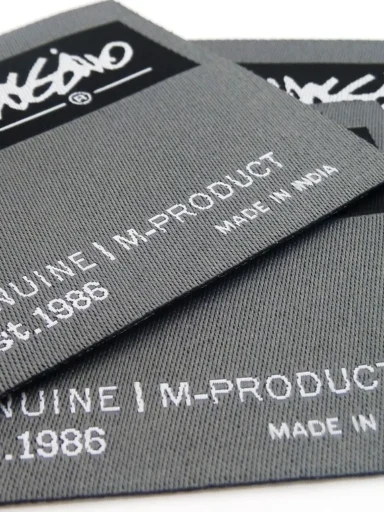 ®
NUINE | M-PRODUCT
st.1986
MADE IN INDIA
NUINE | M-PRODUCT
.1986
MADE IN